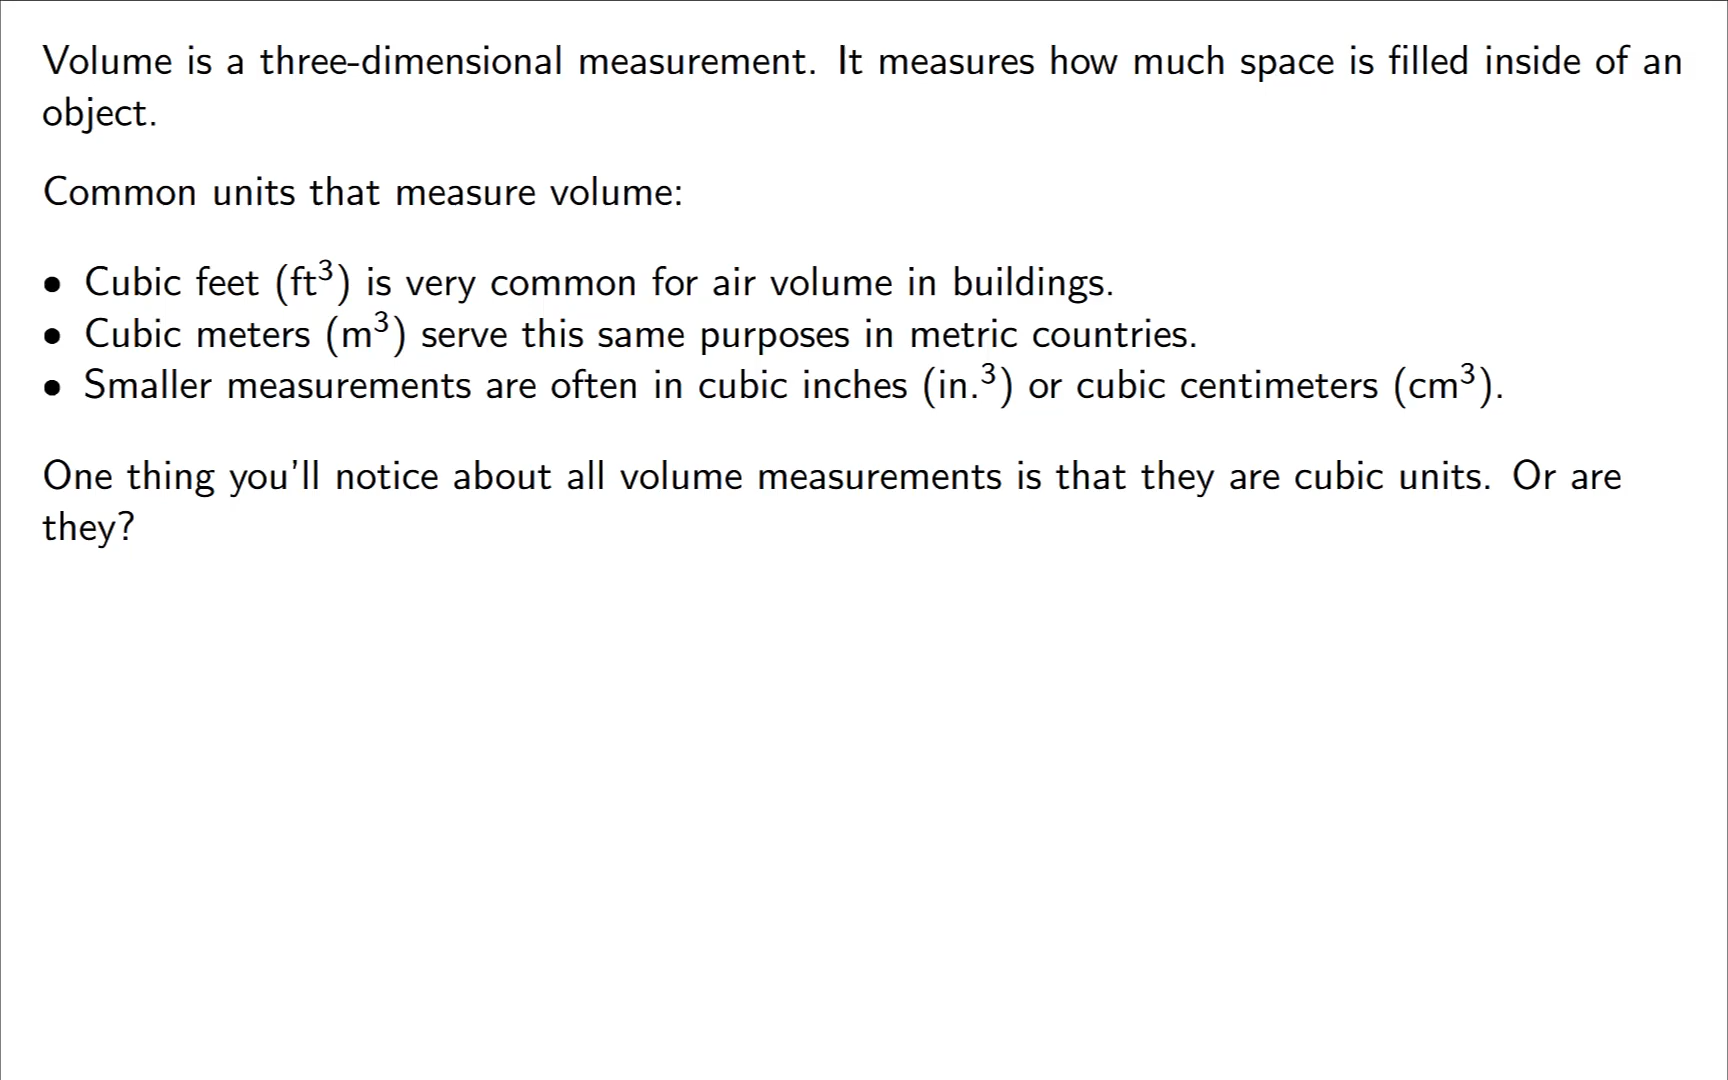 Volume is a three-dimensional measurement. It measures how much space is filled inside of an
object.
Common units that measure volume:
• Cubic feet (ft³) is very common for air volume in buildings.
• Cubic meters (m³) serve this same purposes in metric countries.
• Smaller measurements are often in cubic inches (in.³) or cubic centimeters (cm³).
One thing you'll notice about all volume measurements is that they are cubic units. Or are
they?